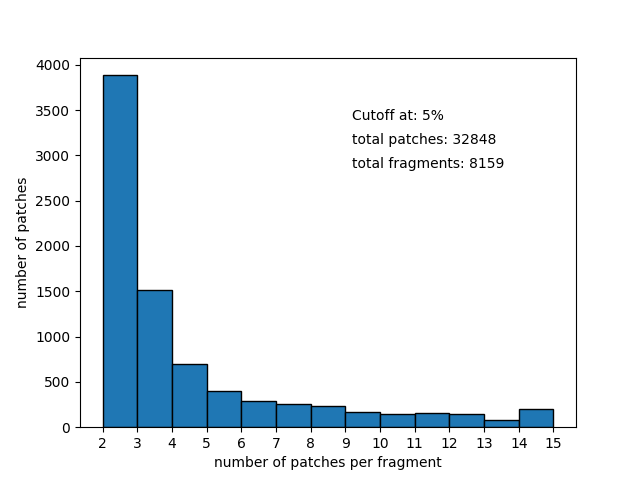 4000
3500
3000
2500
2000
1500
1000
500
0
number of patches
Cutoff at: 5%
total patches: 32848
total fragments: 8159
2 3 4 5 6 7 8 9 10 11 12 13 14 15
number of patches per fragment